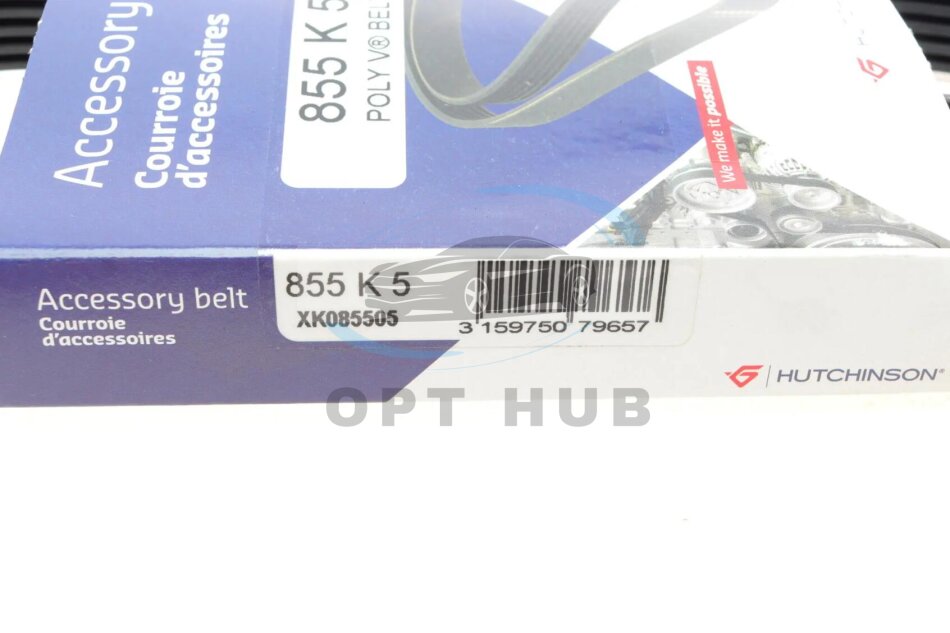 Accessory
Courroie
d'accessoires
855 K 5
POLY V® BEL
We make it possible
Accessory belt
Courroie
d'accessoires
855 K 5
XK085505
3 159750 79657
HUTCHINSON®
OPT HUB